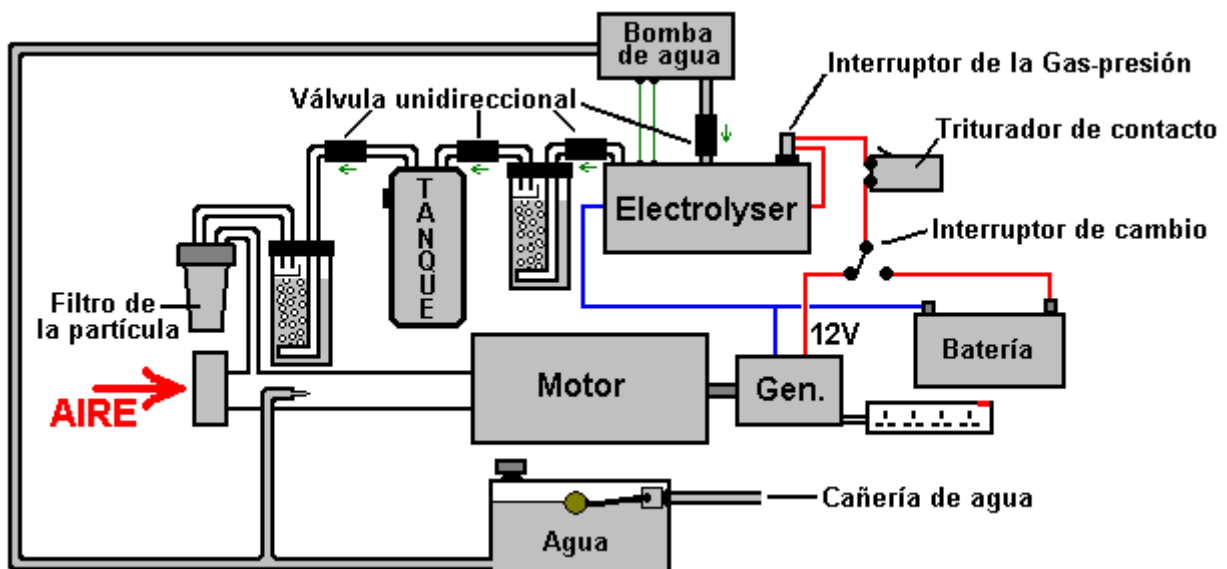 Bomba
de agua
Interruptor de la Gas-presión
Válvula unidireccional
Triturador de contacto
TANQUE
Electrolyser
Interruptor de cambio
Filtro de
la partícula
12V
Batería
Motor
Gen.
AIRE
Cañería de agua
Agua